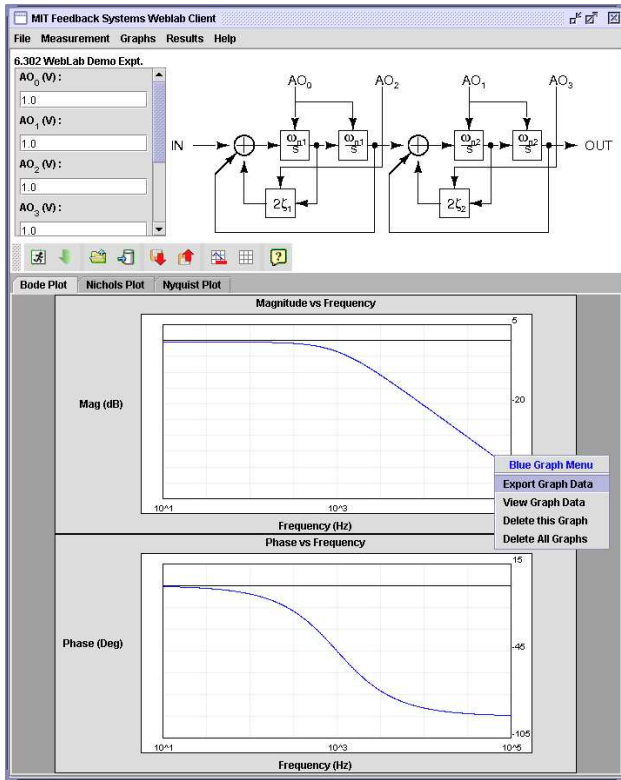 MIT Feedback Systems Weblab Client
File Measurement Graphs Results Help
6.302 WebLab Demo Expt.
AO0 (V) :
1.0
AO1 (V) :
1.0
AO2 (V) :
1.0
AO3 (V) :
1.0
AO0 AO2 AO1 AO3
IN ωn1/s ωn1/s ωn2/s ωn2/s OUT
2ζ1 2ζ2
?
Bode Plot Nichols Plot Nyquist Plot
Magnitude vs Frequency
5
Mag (dB)
-20
10^1 10^3
Frequency (Hz)
Blue Graph Menu
Export Graph Data
View Graph Data
Delete this Graph
Delete All Graphs
Phase vs Frequency
15
Phase (Deg)
-45
-105
10^1 10^3 10^5
Frequency (Hz)